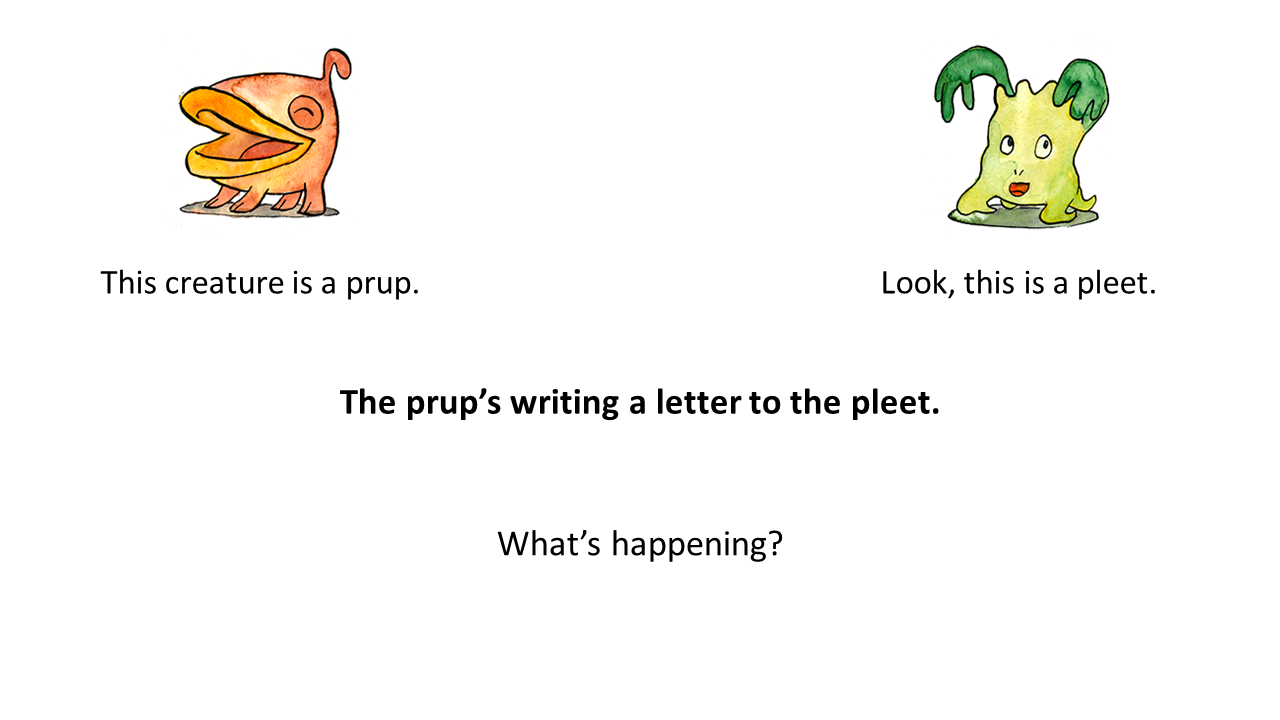 This creature is a prup.
Look, this is a pleet.
The prup’s writing a letter to the pleet.
What’s happening?